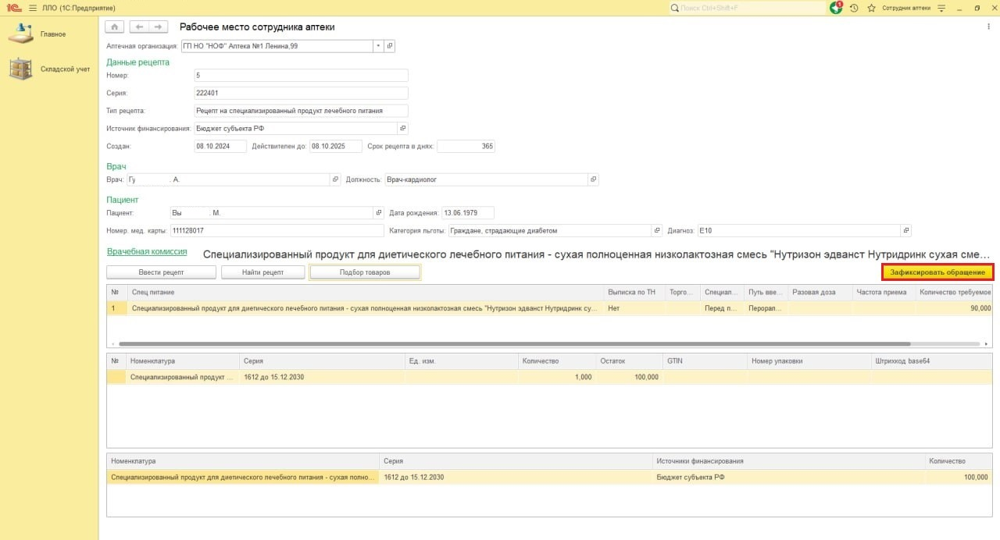 1С ЛЛО (1С:Предприятие) Поиск Ctrl+Shift+F 1 Сотрудник аптеки
Главное
Складской учет
Рабочее место сотрудника аптеки
Аптечная организация: ГП НО "НОФ" Аптека №1 Ленина,99
Данные рецепта
Номер: 5
Серия: 222401
Тип рецепта: Рецепт на специализированный продукт лечебного питания
Источник финансирования: Бюджет субъекта РФ
Создан: 08.10.2024 Действителен до: 08.10.2025 Срок рецепта в днях: 365
Врач
Врач: Гу . А. Должность: Врач-кардиолог
Пациент
Пациент: Вы . М. Дата рождения: 13.06.1979
Номер. мед. карты: 111128017 Категория льготы: Граждане, страдающие диабетом Диагноз: E10
Врачебная комиссия Специализированный продукт для диетического лечебного питания - сухая полноценная низколактозная смесь "Нутризон эдванст Нутридринк сухая сме...
Ввести рецепт Найти рецепт Подбор товаров Зафиксировать обращение
№ Спец питание Выписка по ТН Торго... Специал... Путь вве... Разовая доза Частота приема Количество требуемое
1 Специализированный продукт для диетического лечебного питания - сухая полноценная низколактозная смесь "Нутризон эдванст Нутридринк су... Нет Перед п... Перорал... 90,000
№ Номенклатура Серия Ед. изм. Количество Остаток GTIN Номер упаковки Штрихкод base64
Специализированный продукт ... 1612 до 15.12.2030 1,000 100,000
Номенклатура Серия Источники финансирования Количество
Специализированный продукт для диетического лечебного питания - сухая полно... 1612 до 15.12.2030 Бюджет субъекта РФ 100,000